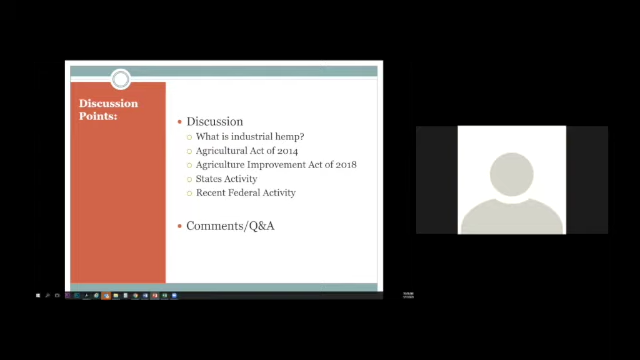 Discussion
Points:
Discussion
What is industrial hemp?
Agricultural Act of 2014
Agriculture Improvement Act of 2018
States Activity
Recent Federal Activity
Comments/Q&A